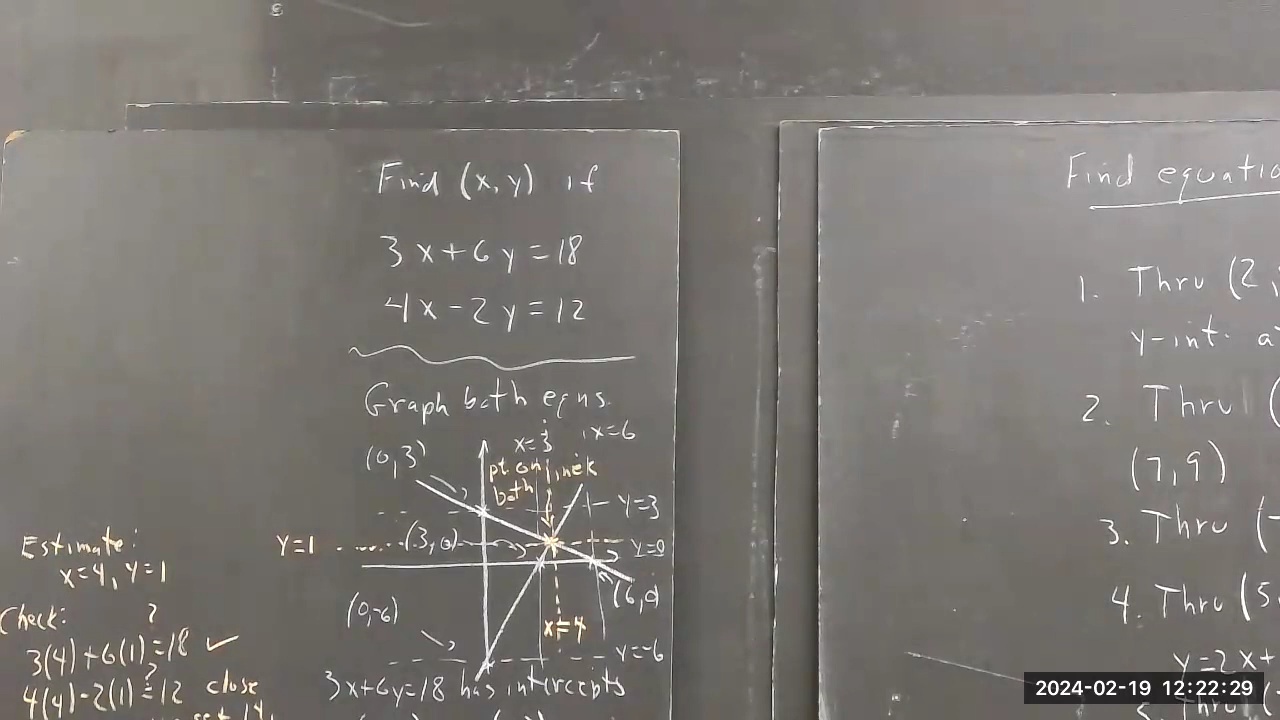 Find (x, y) if
3x+6y=18
4x-2y=12
Graph both eqns.
x=3
x=6
(0,3)
pt on
both
y=3
y=1
(3,0)
y=0
(6,0)
(0,-6)
x=4
y=-6
3x+6y=18 has intercepts
Estimate:
x=4, y=1
Check:
?
3(4)+6(1)=18 ✓
?
4(4)-2(1)=12 close
Find equatio
1. Thru (2,
y-int. a
2. Thru (
(7,9)
3. Thru (
4. Thru (5
y=2x+
5. Thru (
2024-02-19 12:22:29